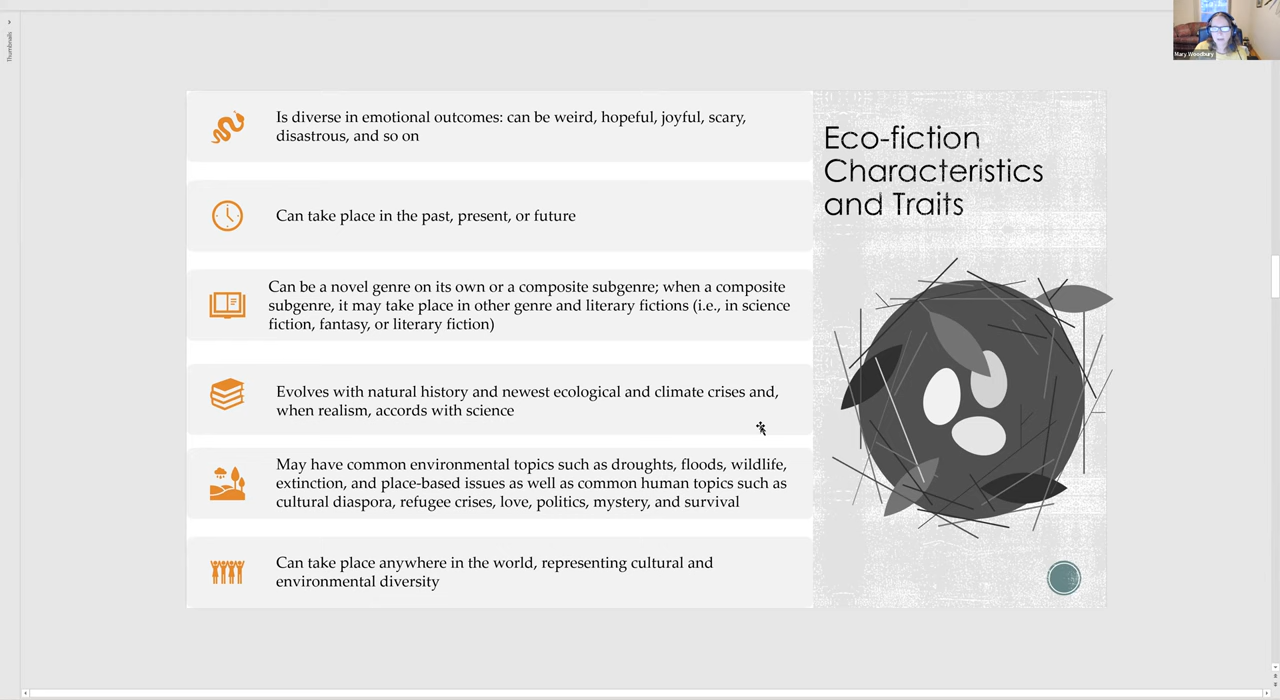 Thumbnails
Mary Woodbury
Is diverse in emotional outcomes: can be weird, hopeful, joyful, scary,
disastrous, and so on
Can take place in the past, present, or future
Can be a novel genre on its own or a composite subgenre; when a composite
subgenre, it may take place in other genre and literary fictions (i.e., in science
fiction, fantasy, or literary fiction)
Evolves with natural history and newest ecological and climate crises and,
when realism, accords with science
May have common environmental topics such as droughts, floods, wildlife,
extinction, and place-based issues as well as common human topics such as
cultural diaspora, refugee crises, love, politics, mystery, and survival
Can take place anywhere in the world, representing cultural and
environmental diversity
Eco-fiction
Characteristics
and Traits